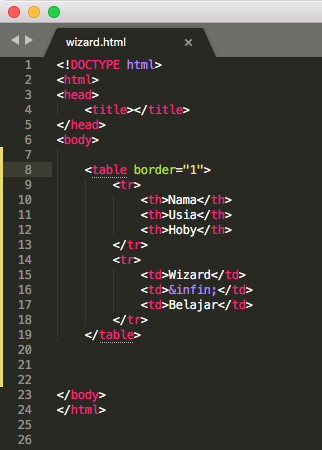 wizard.html
1 <!DOCTYPE html>
2 <html>
3 <head>
4     <title></title>
5 </head>
6 <body>
7
8     <table border="1">
9         <tr>
10             <th>Nama</th>
11             <th>Usia</th>
12             <th>Hoby</th>
13         </tr>
14         <tr>
15             <td>Wizard</td>
16             <td>&infin;</td>
17             <td>Belajar</td>
18         </tr>
19     </table>
20
21
22
23 </body>
24 </html>
25
26